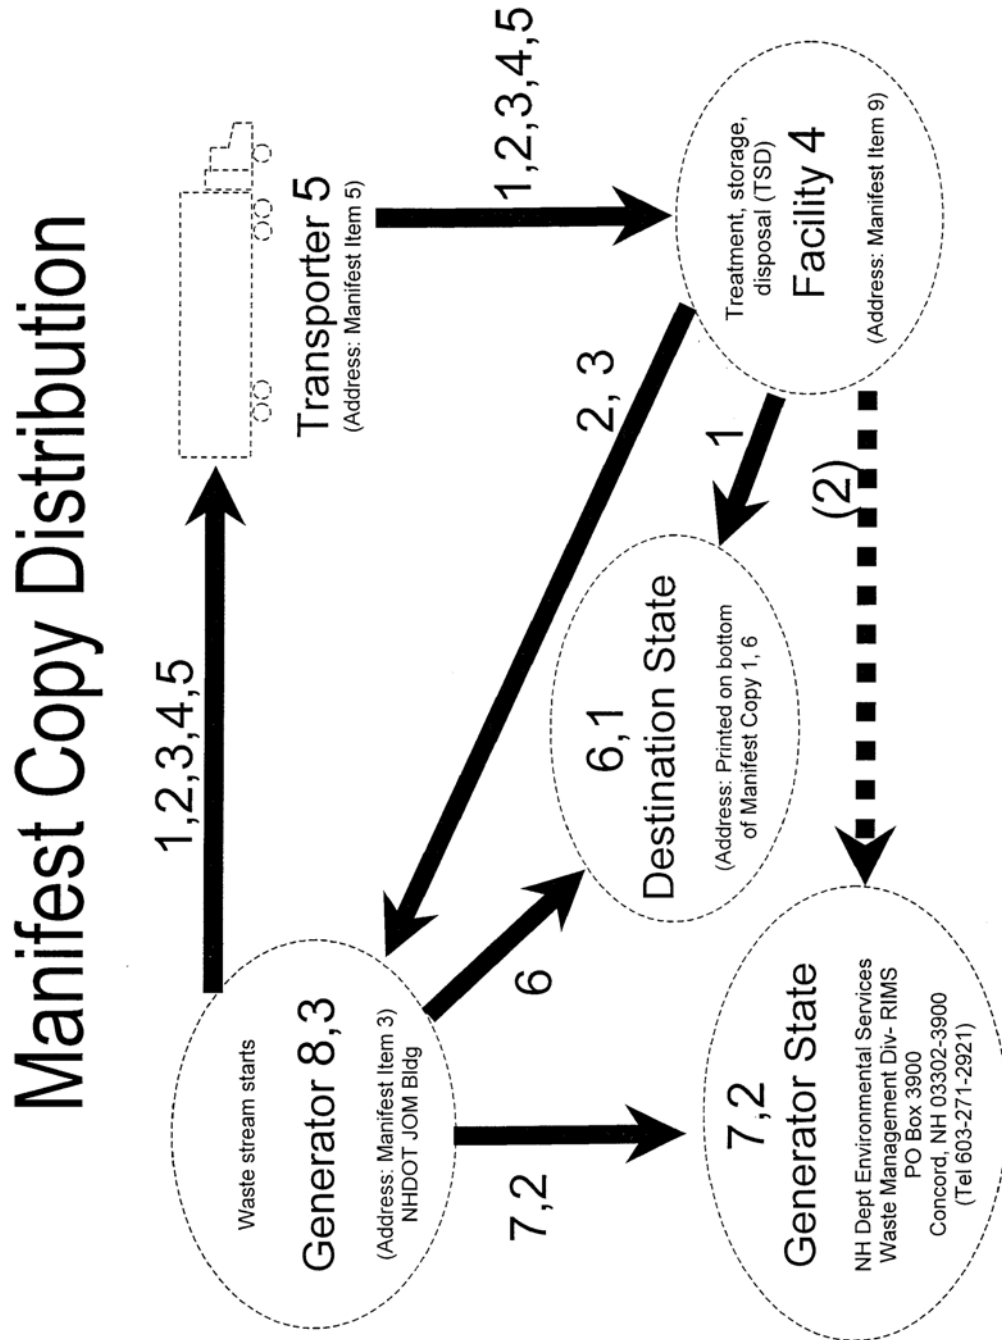 Manifest Copy Distribution
1,2,3,4,5
Waste stream starts
Generator 8,3
(Address: Manifest Item 3)
NHDOT JOM Bldg
Transporter 5
(Address: Manifest Item 5)
1,2,3,4,5
2, 3
6
7,2
6,1
Destination State
(Address: Printed on bottom
of Manifest Copy 1, 6
1
Treatment, storage,
disposal (TSD)
Facility 4
(Address: Manifest Item 9)
(2)
7,2
Generator State
NH Dept Environmental Services
Waste Management Div- RIMS
PO Box 3900
Concord, NH 03302-3900
(Tel 603-271-2921)